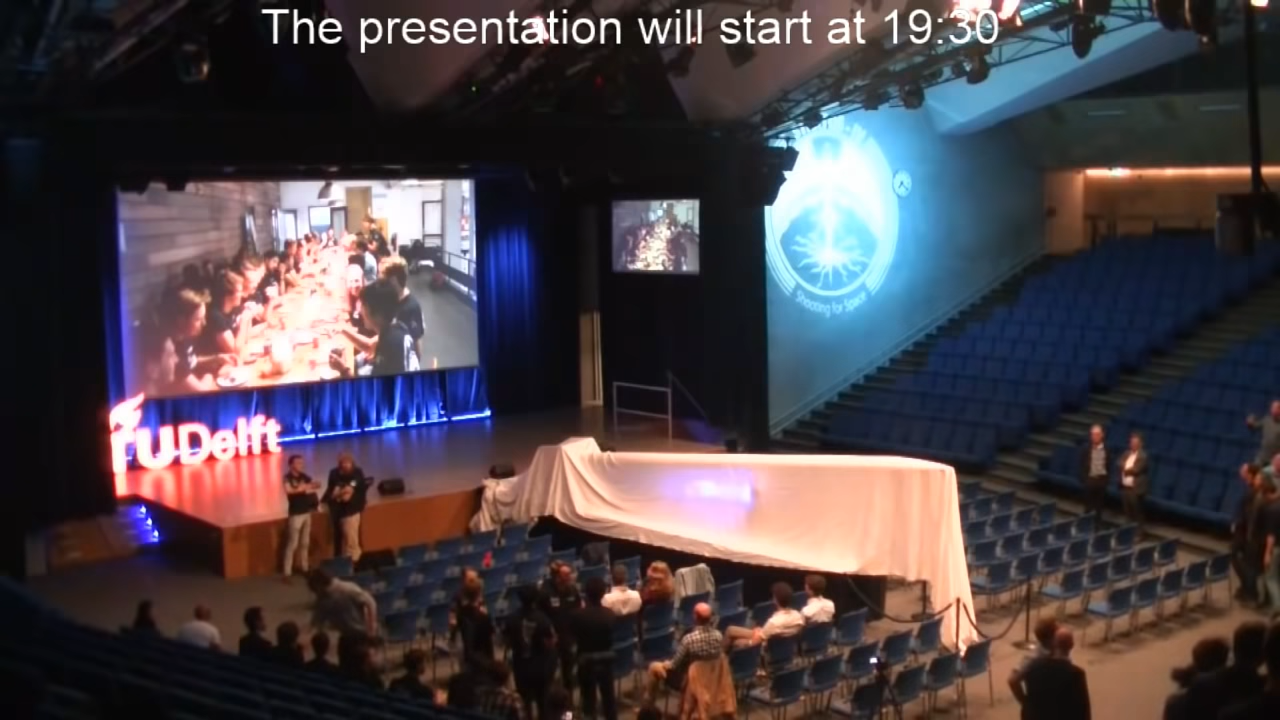 The presentation will start at 19:30
TUDelft
Shooting for Space